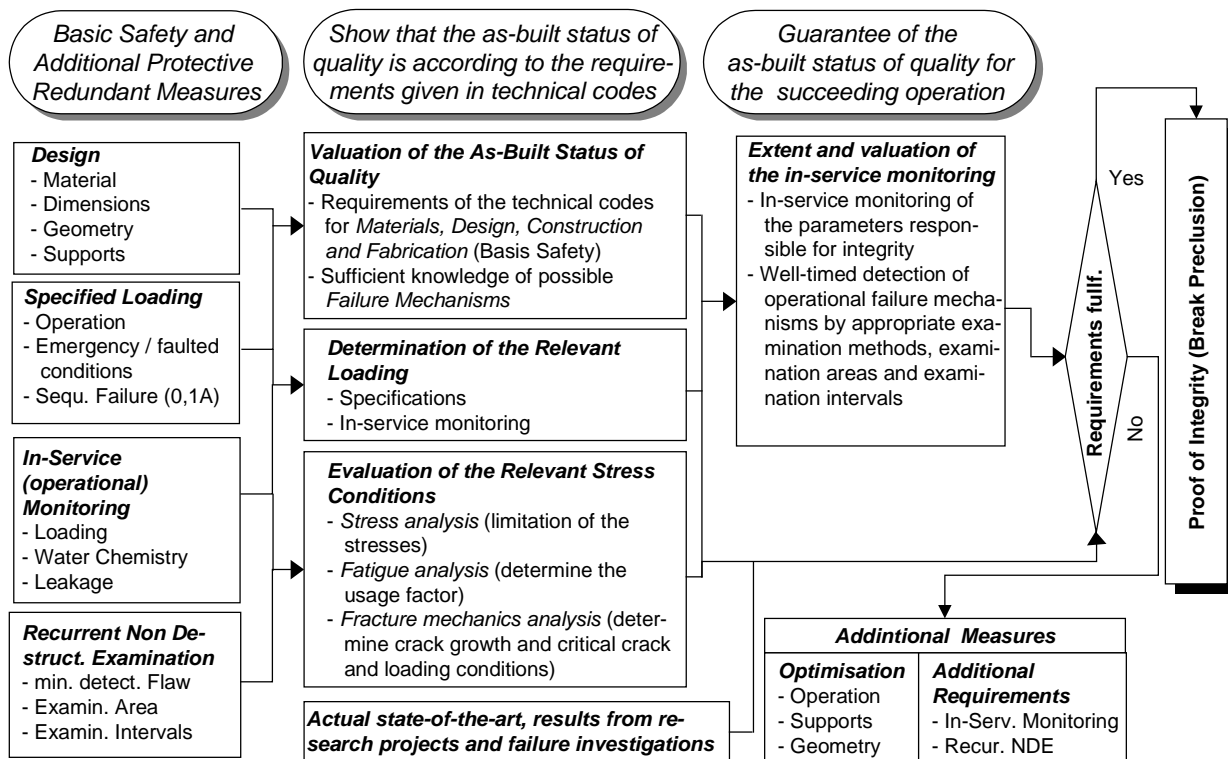 Basic Safety and
Additional Protective
Redundant Measures
Show that the as-built status of
quality is according to the require-
ments given in technical codes
Guarantee of the
as-built status of quality for
the succeeding operation
Design
- Material
- Dimensions
- Geometry
- Supports
Specified Loading
- Operation
- Emergency / faulted
conditions
- Sequ. Failure (0,1A)
In-Service
(operational)
Monitoring
- Loading
- Water Chemistry
- Leakage
Recurrent Non De-
struct. Examination
- min. detect. Flaw
- Examin. Area
- Examin. Intervals
Valuation of the As-Built Status of
Quality
- Requirements of the technical codes
for Materials, Design, Construction
and Fabrication (Basis Safety)
- Sufficient knowledge of possible
Failure Mechanisms
Determination of the Relevant
Loading
- Specifications
- In-service monitoring
Evaluation of the Relevant Stress
Conditions
- Stress analysis (limitation of the
stresses)
- Fatigue analysis (determine the
usage factor)
- Fracture mechanics analysis (deter-
mine crack growth and critical crack
and loading conditions)
Actual state-of-the-art, results from re-
search projects and failure investigations
Extent and valuation of
the in-service monitoring
- In-service monitoring
of the parameters respon-
sible for integrity
- Well-timed detection of
operational failure mecha-
nisms by appropriate exa-
mination methods, exami-
nation areas and exami-
nation intervals
Requirements fullf.
Yes
No
Proof of Integrity (Break Preclusion)
Addintional Measures
Optimisation
- Operation
- Supports
- Geometry
Additional
Requirements
- In-Serv. Monitoring
- Recur. NDE